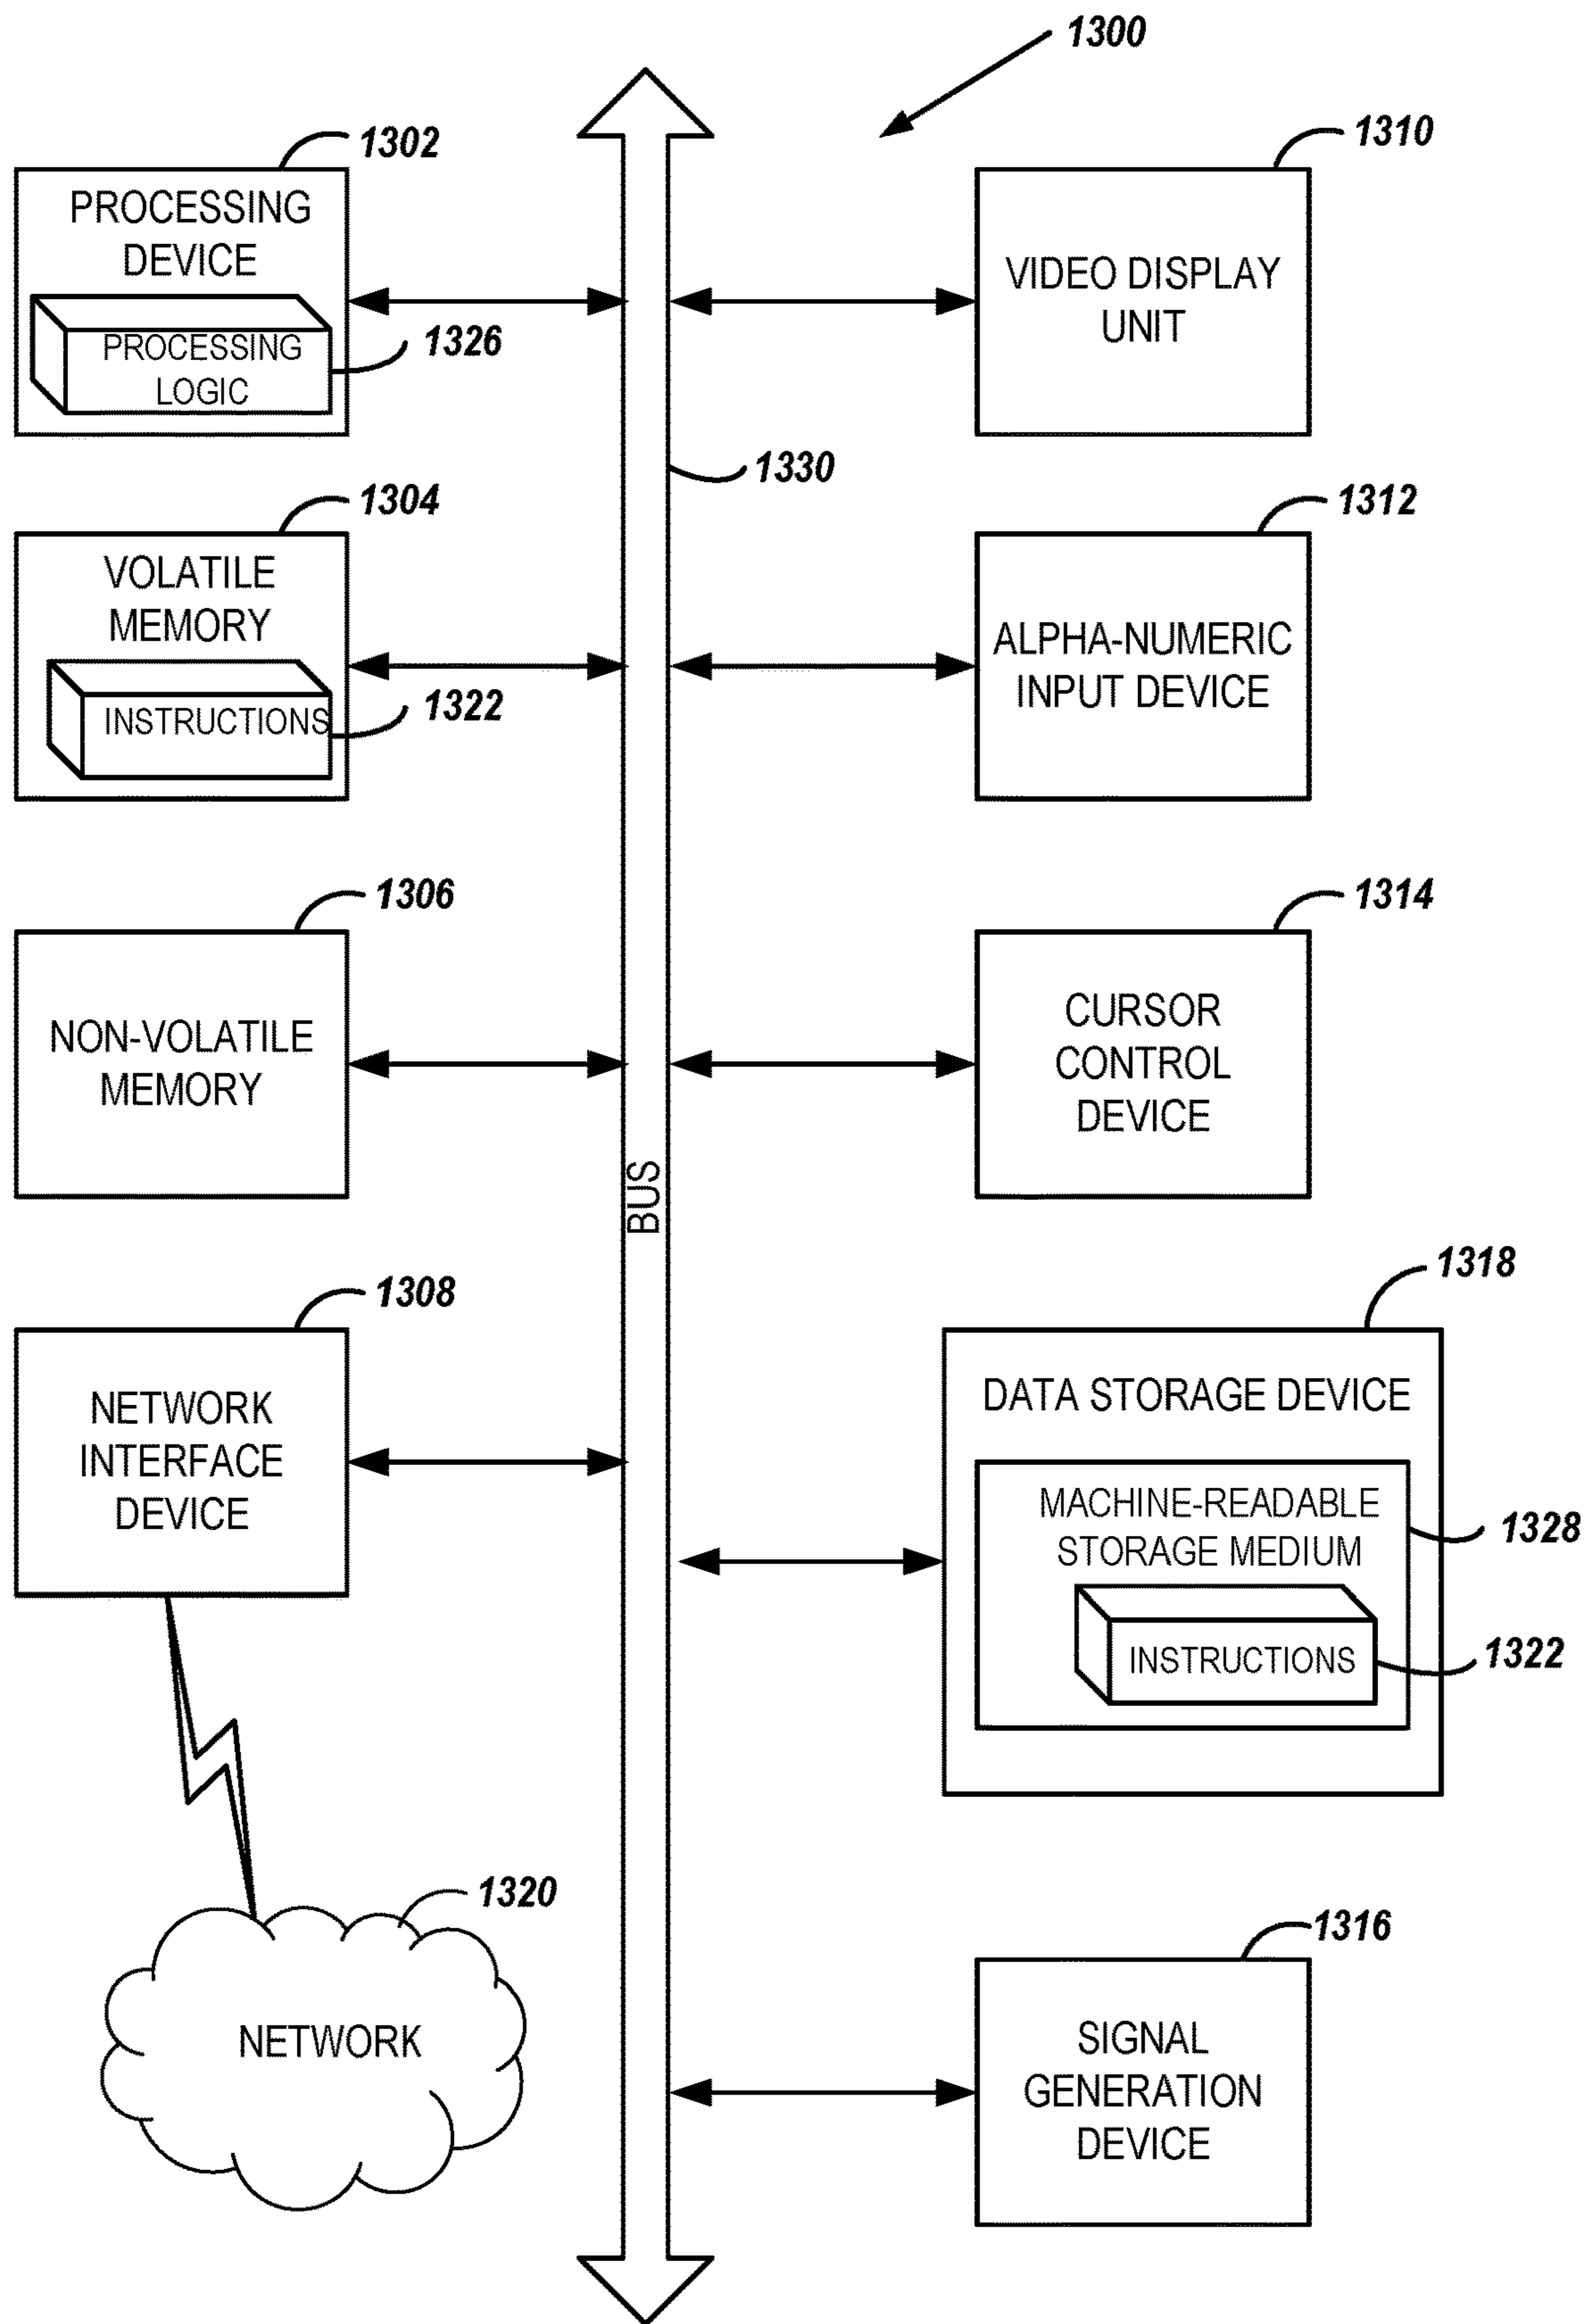 1300
1302
PROCESSING
DEVICE
PROCESSING
LOGIC
1326
1310
VIDEO DISPLAY
UNIT
1330
1304
VOLATILE
MEMORY
INSTRUCTIONS
1322
1312
ALPHA-NUMERIC
INPUT DEVICE
1306
NON-VOLATILE
MEMORY
1314
CURSOR
CONTROL
DEVICE
BUS
1308
NETWORK
INTERFACE
DEVICE
1318
DATA STORAGE DEVICE
MACHINE-READABLE
STORAGE MEDIUM
1328
INSTRUCTIONS
1322
1320
NETWORK
1316
SIGNAL
GENERATION
DEVICE